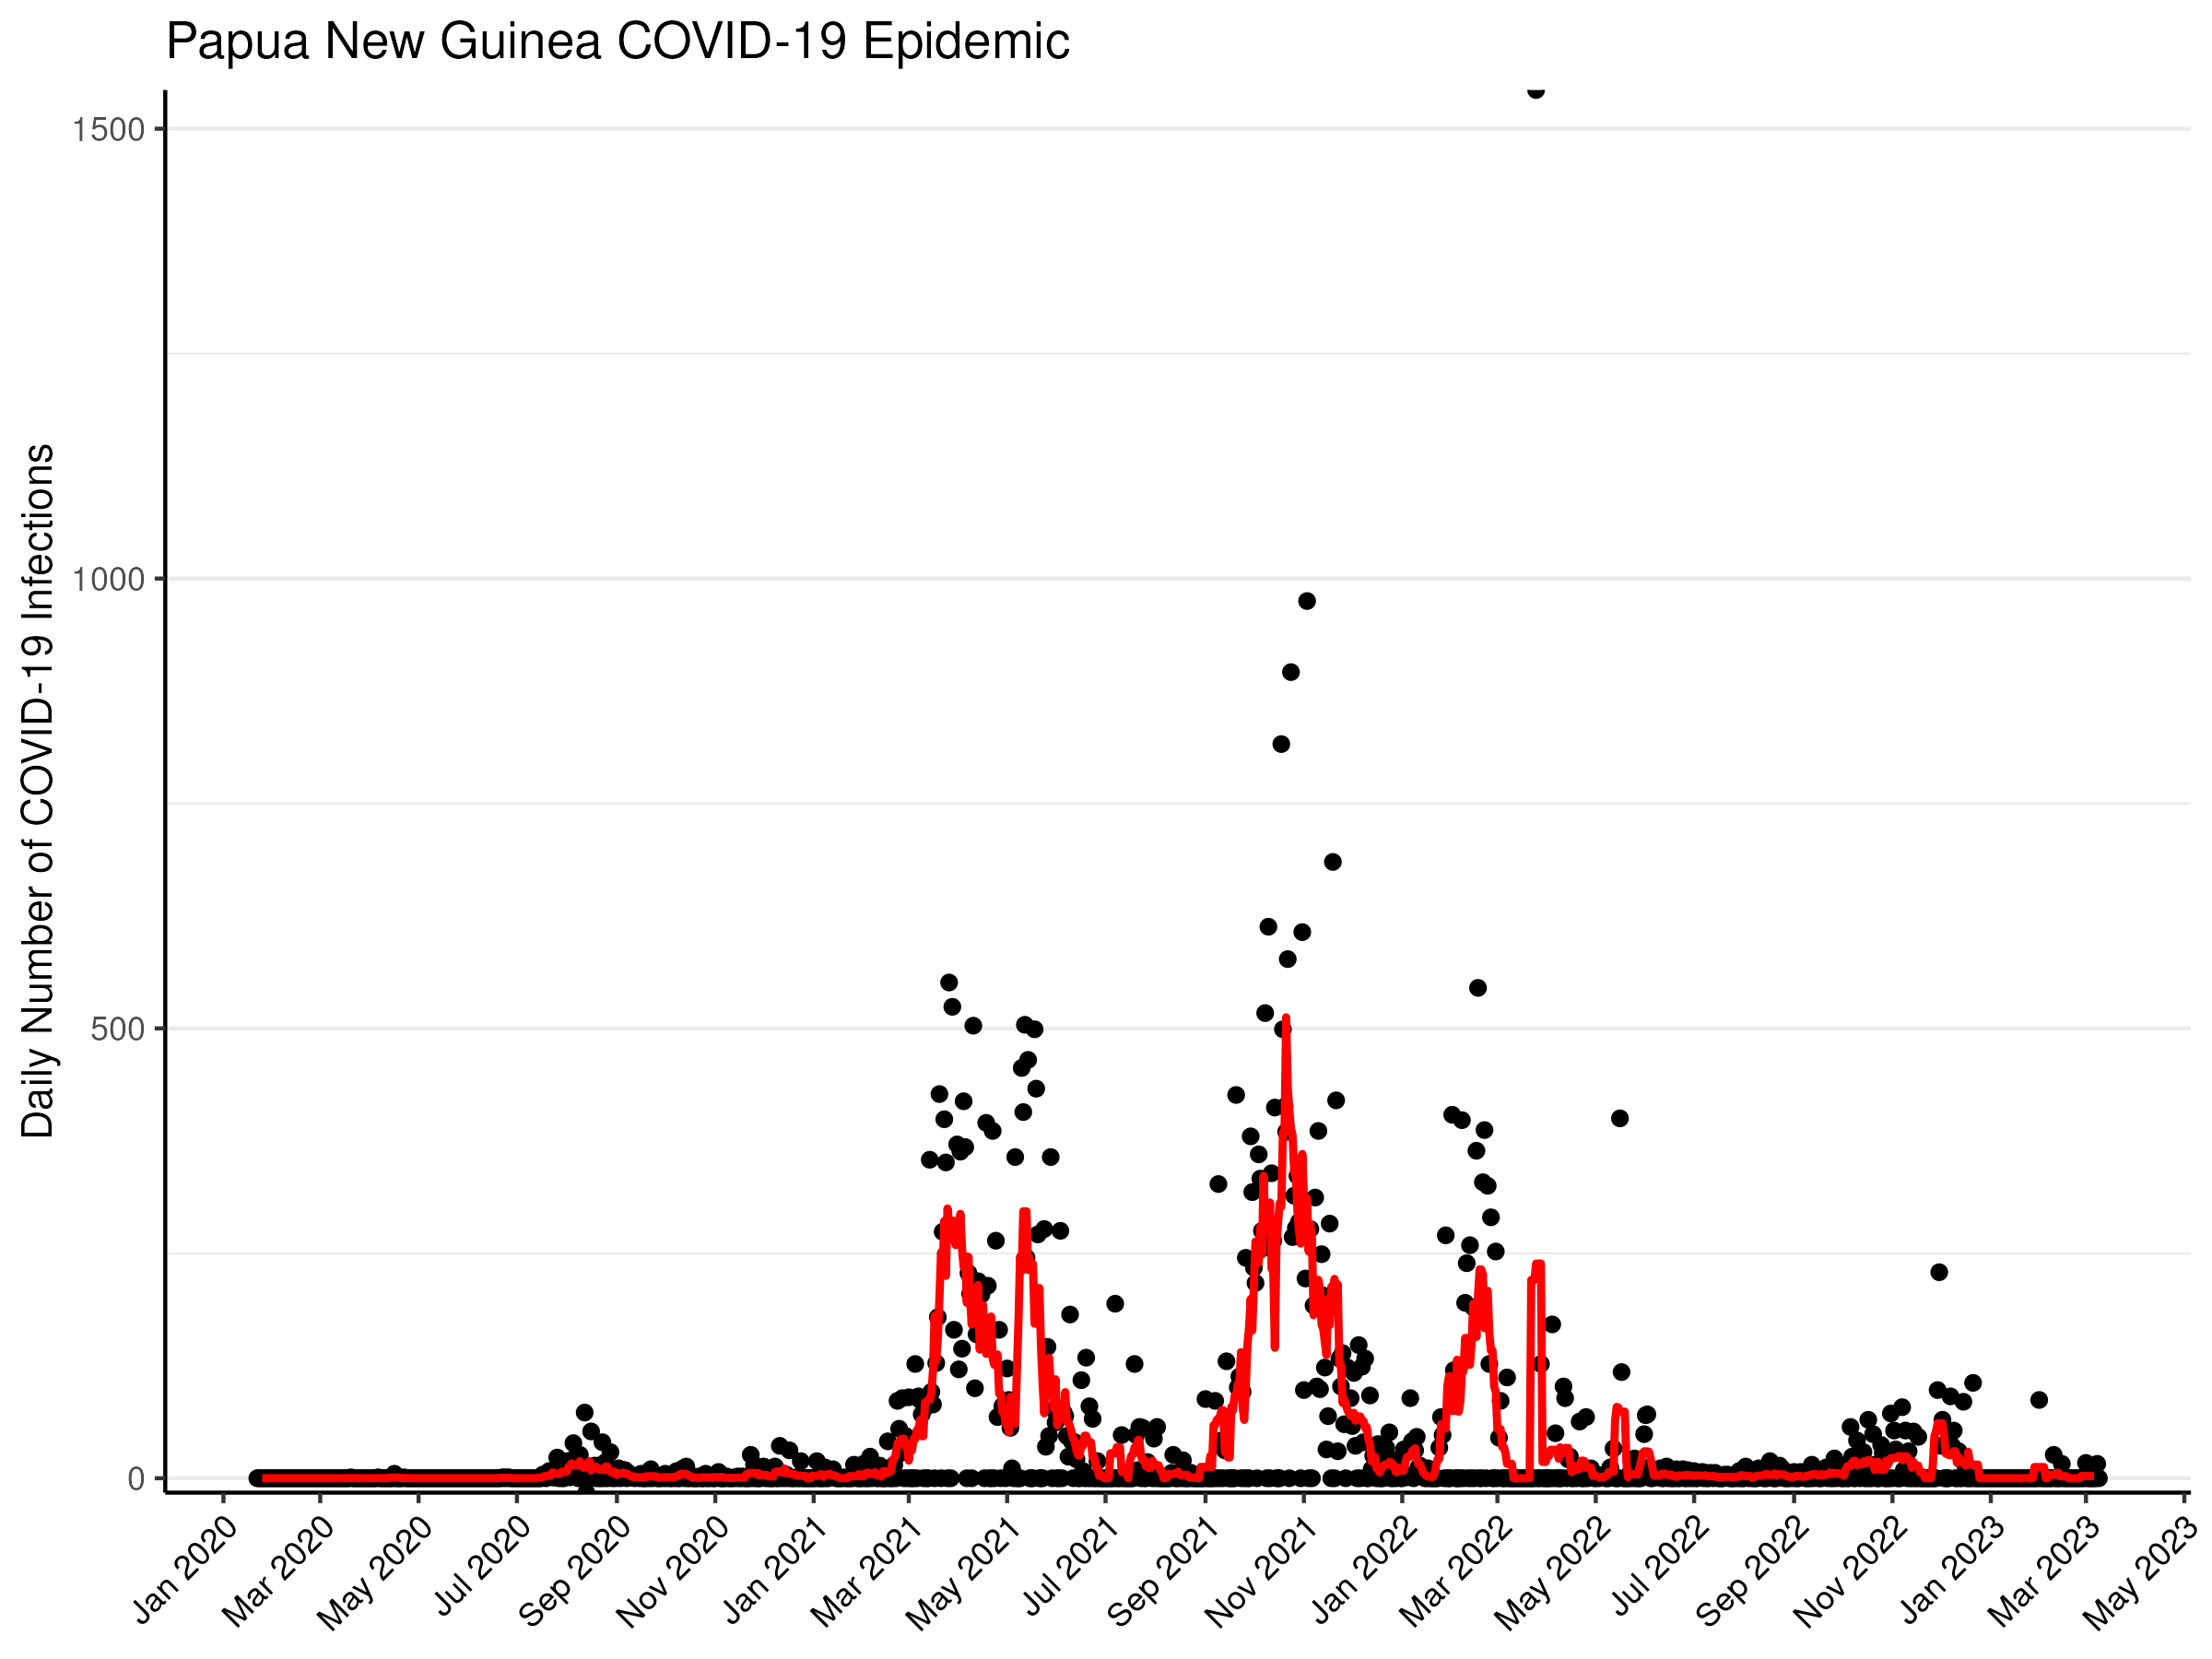 Papua New Guinea COVID-19 Epidemic
Daily Number of COVID-19 Infections
1500
1000
500
0
Jan 2020
Mar 2020
May 2020
Jul 2020
Sep 2020
Nov 2020
Jan 2021
Mar 2021
May 2021
Jul 2021
Sep 2021
Nov 2021
Jan 2022
Mar 2022
May 2022
Jul 2022
Sep 2022
Nov 2022
Jan 2023
Mar 2023
May 2023